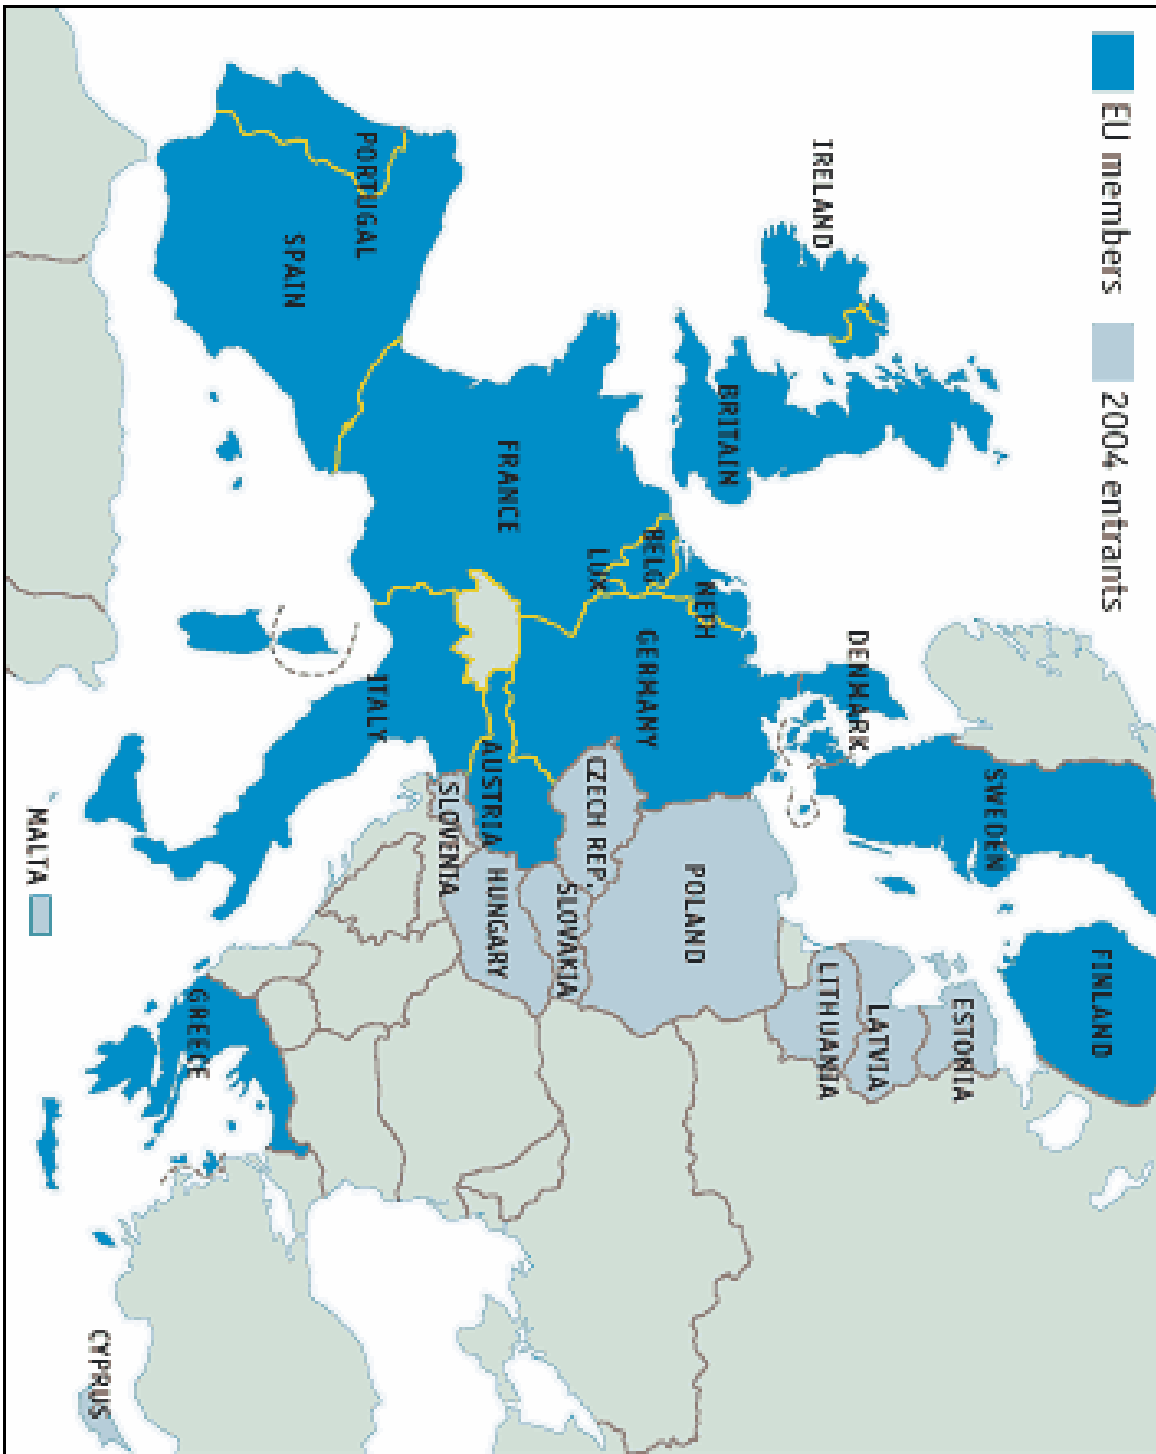 EU members
2004 entrants
IRELAND
BRITAIN
PORTUGAL
SPAIN
FRANCE
BELG
LUX
NETH
GERMANY
DENMARK
SWEDEN
FINLAND
ITALY
AUSTRIA
SLOVENIA
CZECH REP.
SLOVAKIA
HUNGARY
POLAND
LITHUANIA
LATVIA
ESTONIA
GREECE
MALTA
CYPRUS